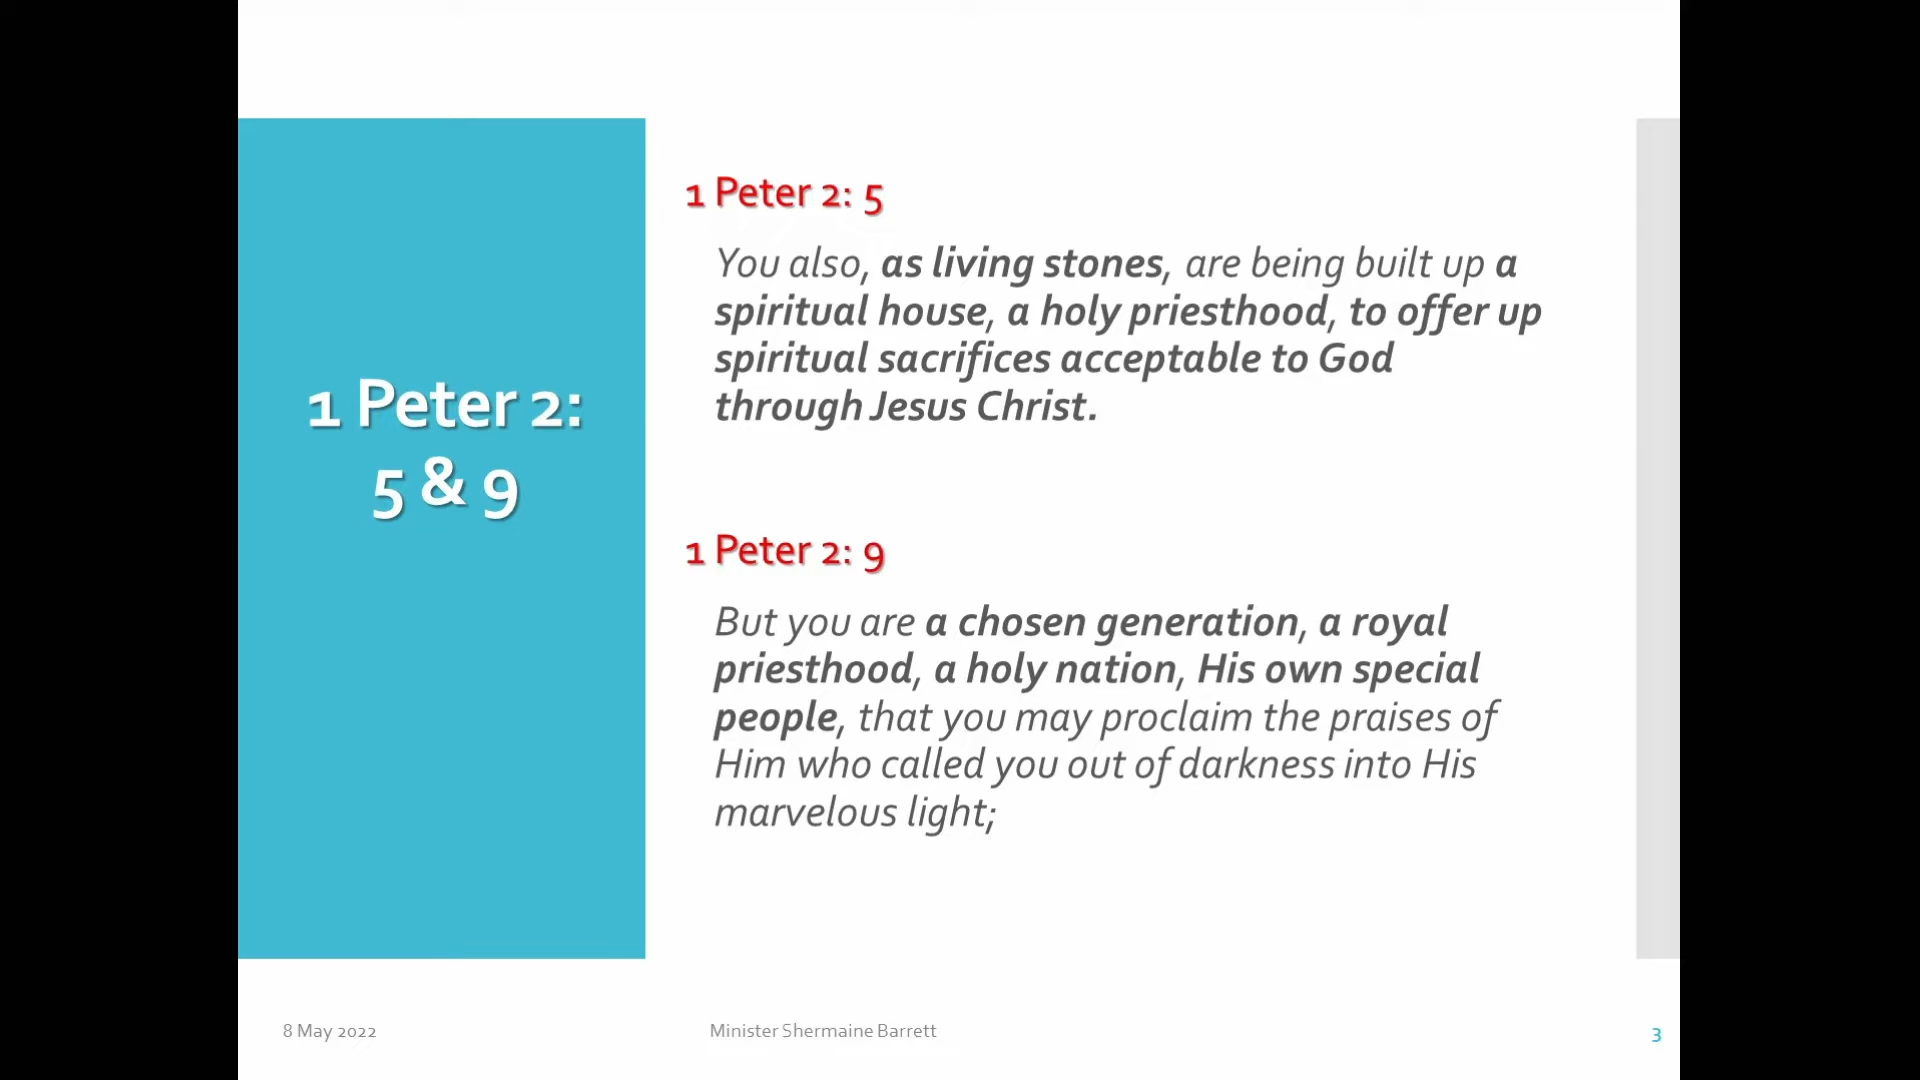 1 Peter 2:
5 & 9
1 Peter 2: 5
You also, as living stones, are being built up a
spiritual house, a holy priesthood, to offer up
spiritual sacrifices acceptable to God
through Jesus Christ.
1 Peter 2: 9
But you are a chosen generation, a royal
priesthood, a holy nation, His own special
people, that you may proclaim the praises of
Him who called you out of darkness into His
marvelous light;
8 May 2022
Minister Shermaine Barrett
3